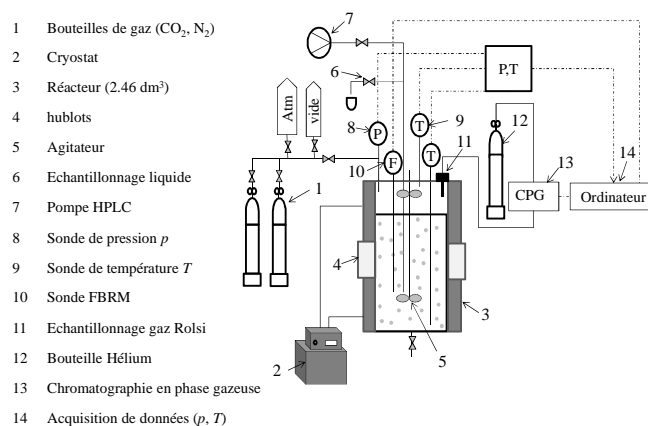 1 Bouteilles de gaz (CO2, N2)
2 Cryostat
3 Réacteur (2.46 dm³)
4 hublots
5 Agitateur
6 Echantillonnage liquide
7 Pompe HPLC
8 Sonde de pression p
9 Sonde de température T
10 Sonde FBRM
11 Echantillonnage gaz Rolsi
12 Bouteille Hélium
13 Chromatographie en phase gazeuse
14 Acquisition de données (p, T)
7
6
Atm
vide
P,T
8
P
T
9
12
14
10
F
T
11
13
1
CPG
Ordinateur
4
3
2
5